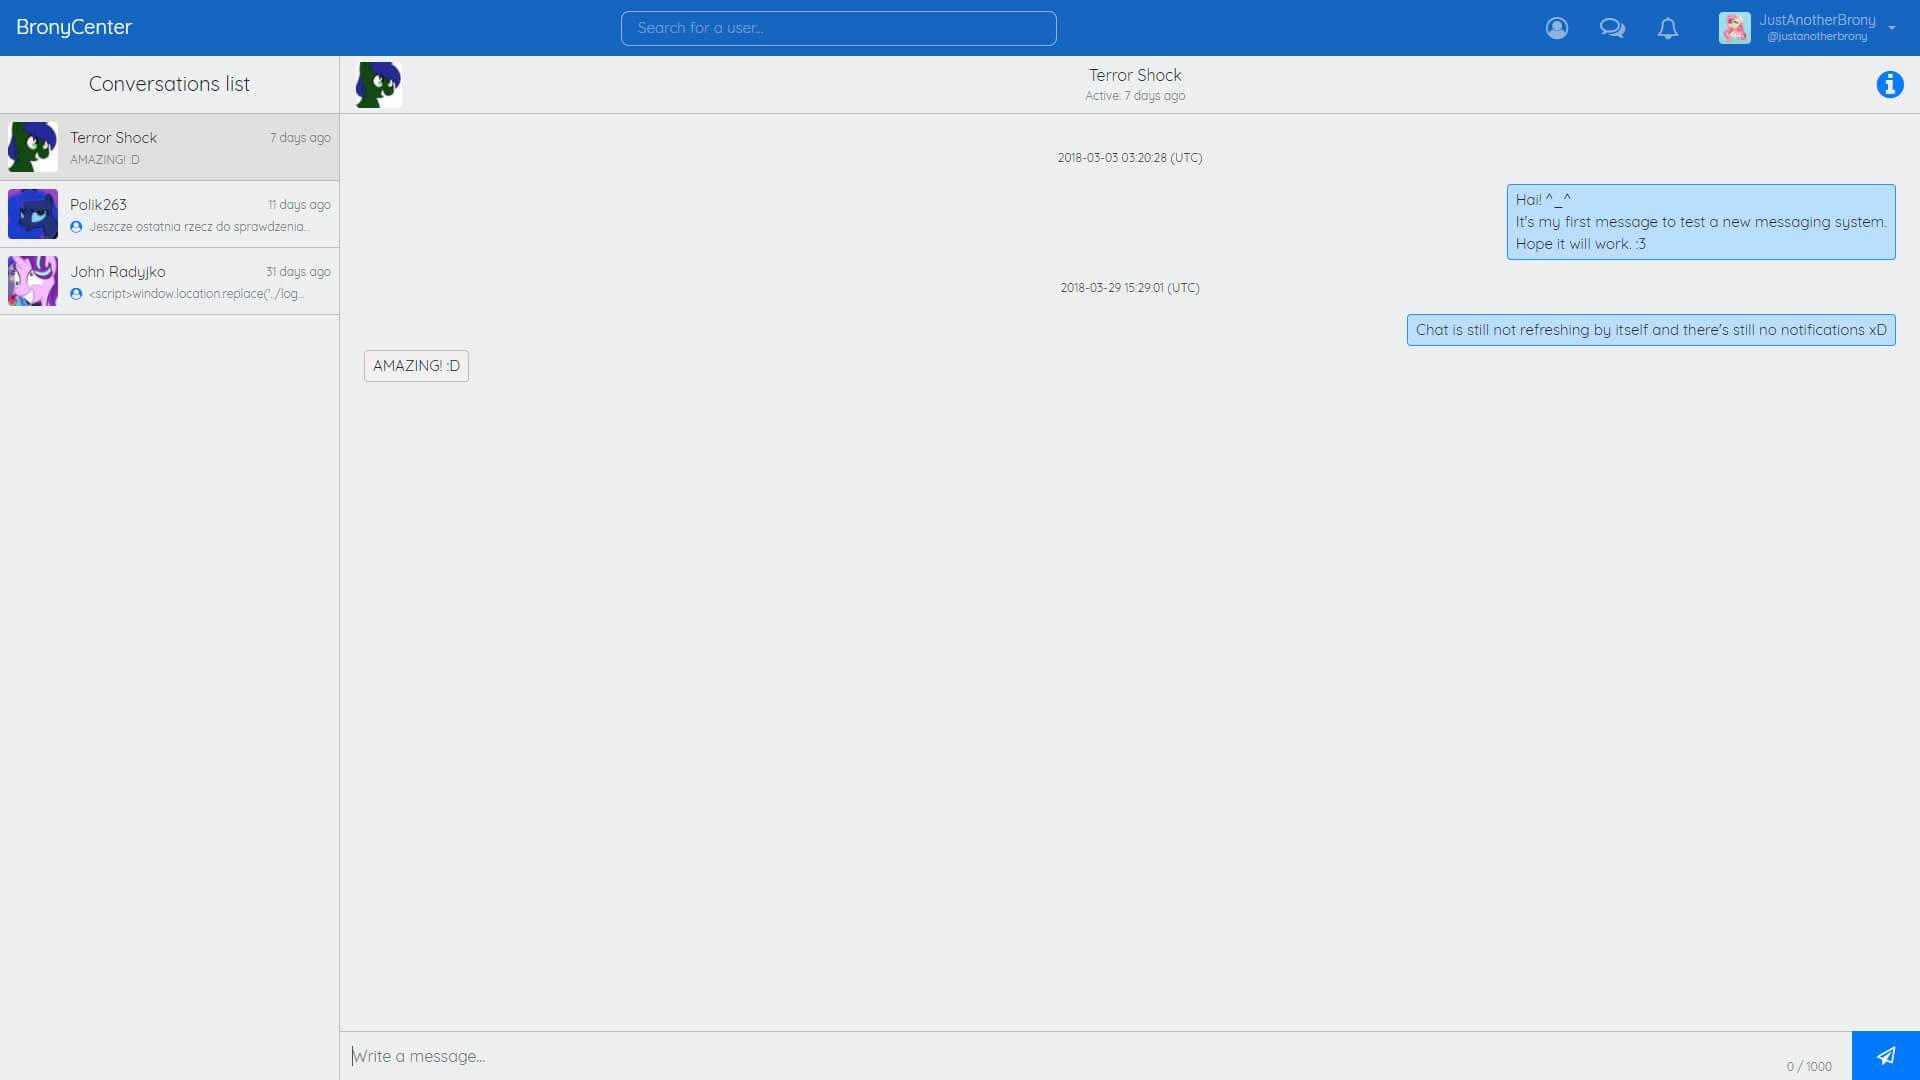 BronyCenter
Search for a user...
JustAnotherBrony
@justanotherbrony
Conversations list
Terror Shock
7 days ago
AMAZING! :D
Polik263
11 days ago
Jeszcze ostatnia rzecz do sprawdzenia...
John Radyjko
31 days ago
<script>window.location.replace('../log...
Terror Shock
Active: 7 days ago
2018-03-03 03:20:28 (UTC)
Hai! ^_^
It's my first message to test a new messaging system.
Hope it will work. :3
2018-03-29 15:29:01 (UTC)
Chat is still not refreshing by itself and there's still no notifications xD
AMAZING! :D
Write a message...
0 / 1000